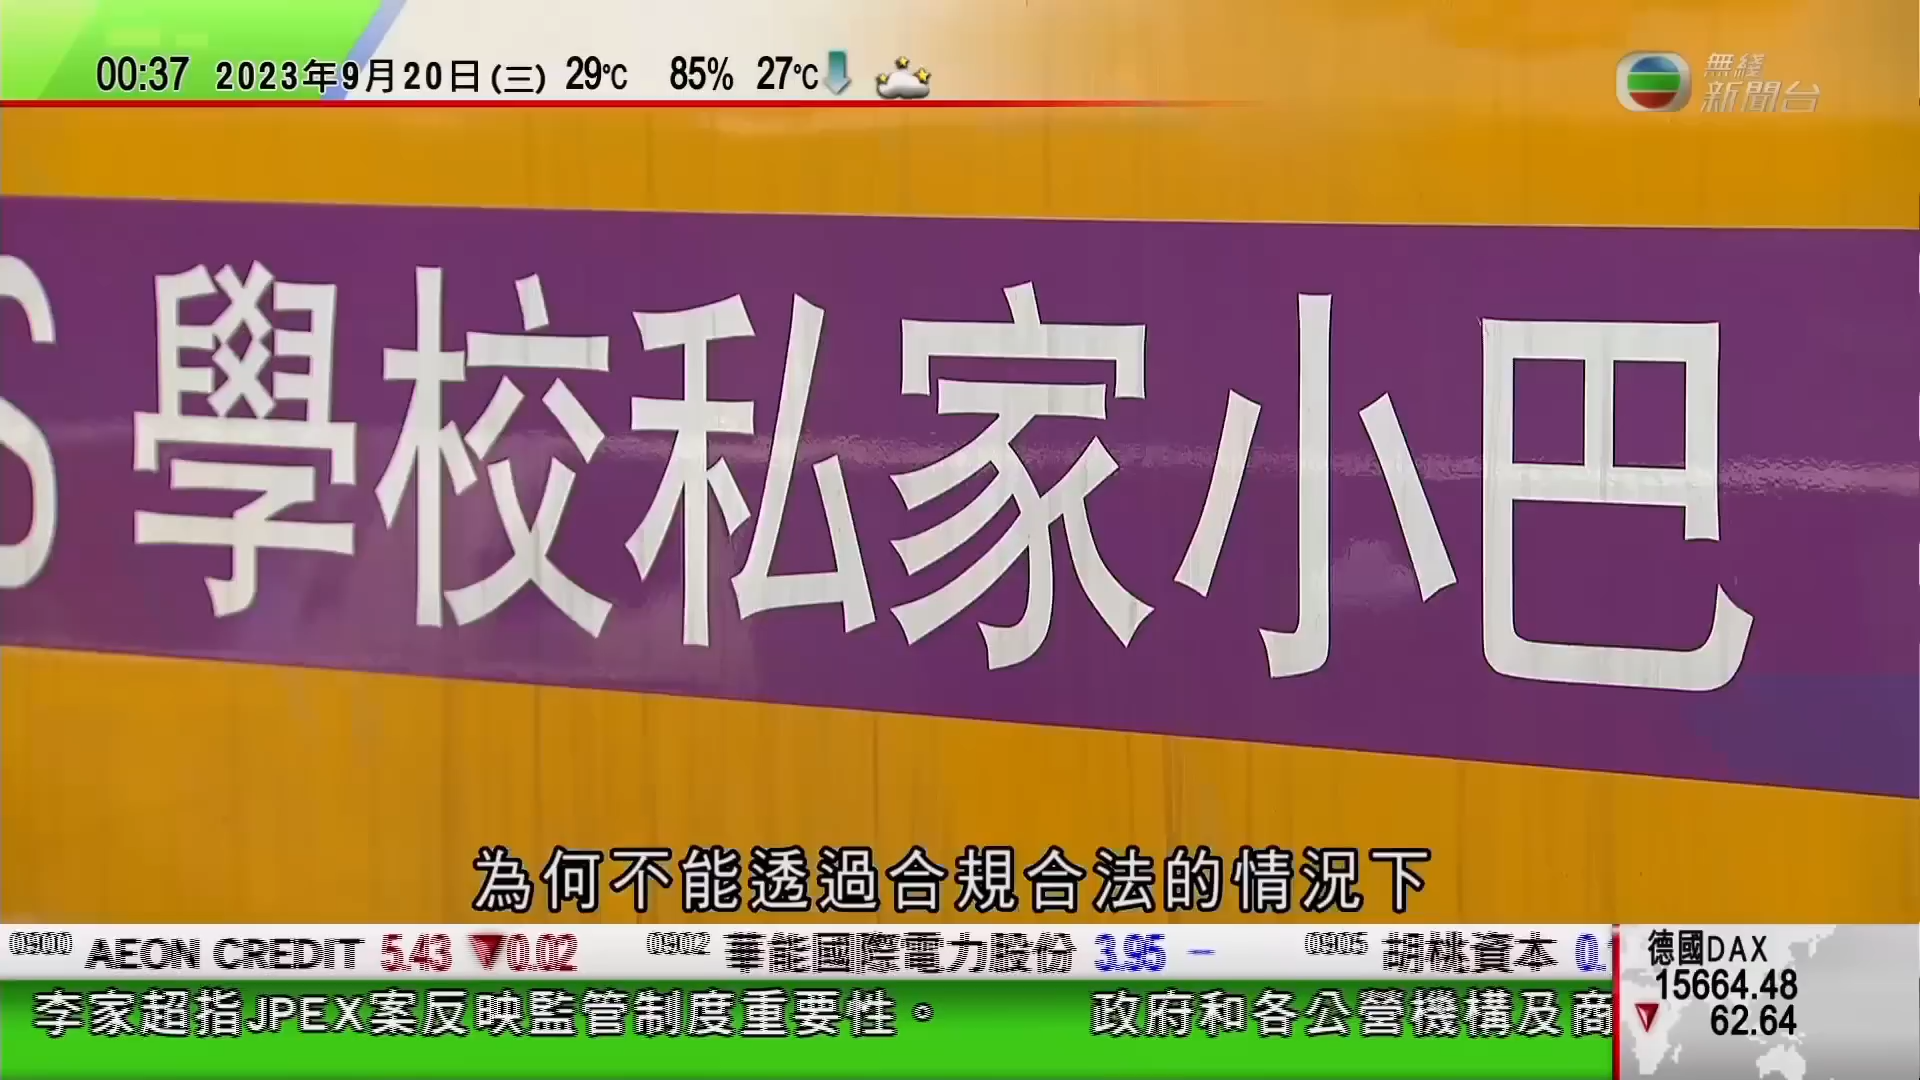 00:37 2023年9月20日(三) 29℃ 85% 27℃
無綫
新聞台
S 學校私家小巴
為何不能透過合規合法的情況下
0900 AEON CREDIT 5.43 ▼0.02 0902 華能國際電力股份 3.95 – 0905 胡桃資本 0.
李家超指JPEX案反映監管制度重要性。 政府和各公營機構及商
德國DAX
15664.48
▼ 62.64